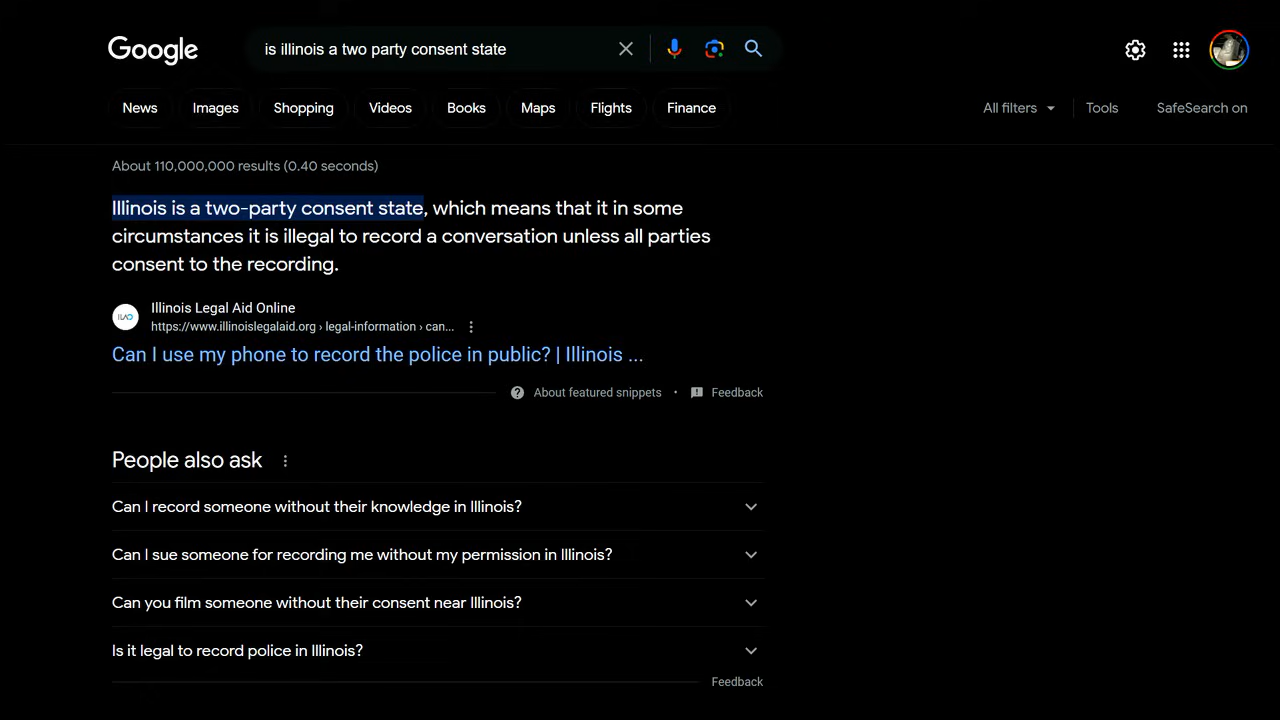 Google
is illinois a two party consent state
News Images Shopping Videos Books Maps Flights Finance All filters Tools SafeSearch on
About 110,000,000 results (0.40 seconds)
Illinois is a two-party consent state, which means that it in some
circumstances it is illegal to record a conversation unless all parties
consent to the recording.
Illinois Legal Aid Online
https://www.illinoislegalaid.org › legal-information › can...
Can I use my phone to record the police in public? | Illinois ...
About featured snippets • Feedback
People also ask
Can I record someone without their knowledge in Illinois?
Can I sue someone for recording me without my permission in Illinois?
Can you film someone without their consent near Illinois?
Is it legal to record police in Illinois?
Feedback